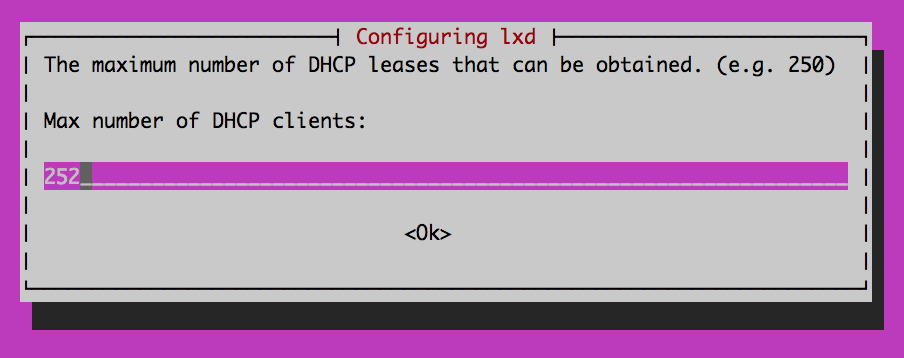 Configuring lxd
The maximum number of DHCP leases that can be obtained. (e.g. 250)
Max number of DHCP clients:
252
<Ok>